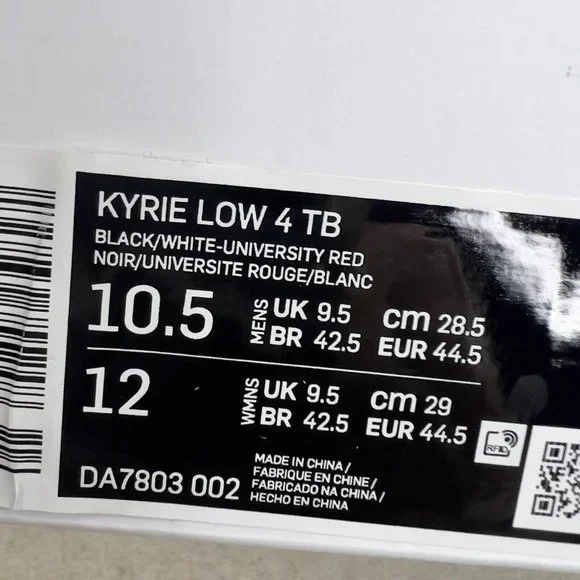 KYRIE LOW 4 TB
BLACK/WHITE-UNIVERSITY RED
NOIR/UNIVERSITE ROUGE/BLANC
10.5 MENS UK 9.5 cm 28.5
BR 42.5 EUR 44.5
12 WMNS UK 9.5 cm 29
BR 42.5 EUR 44.5
RFID
DA7803 002
MADE IN CHINA/
FABRIQUE EN CHINE/
FABRICADO NA CHINA/
HECHO EN CHINA